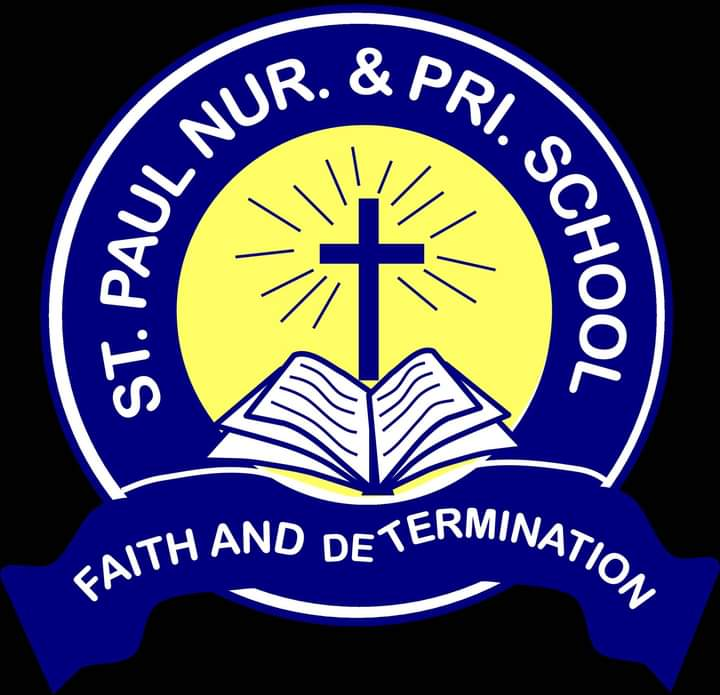 ST. PAUL NUR. & PRI. SCHOOL
FAITH AND DETERMINATION